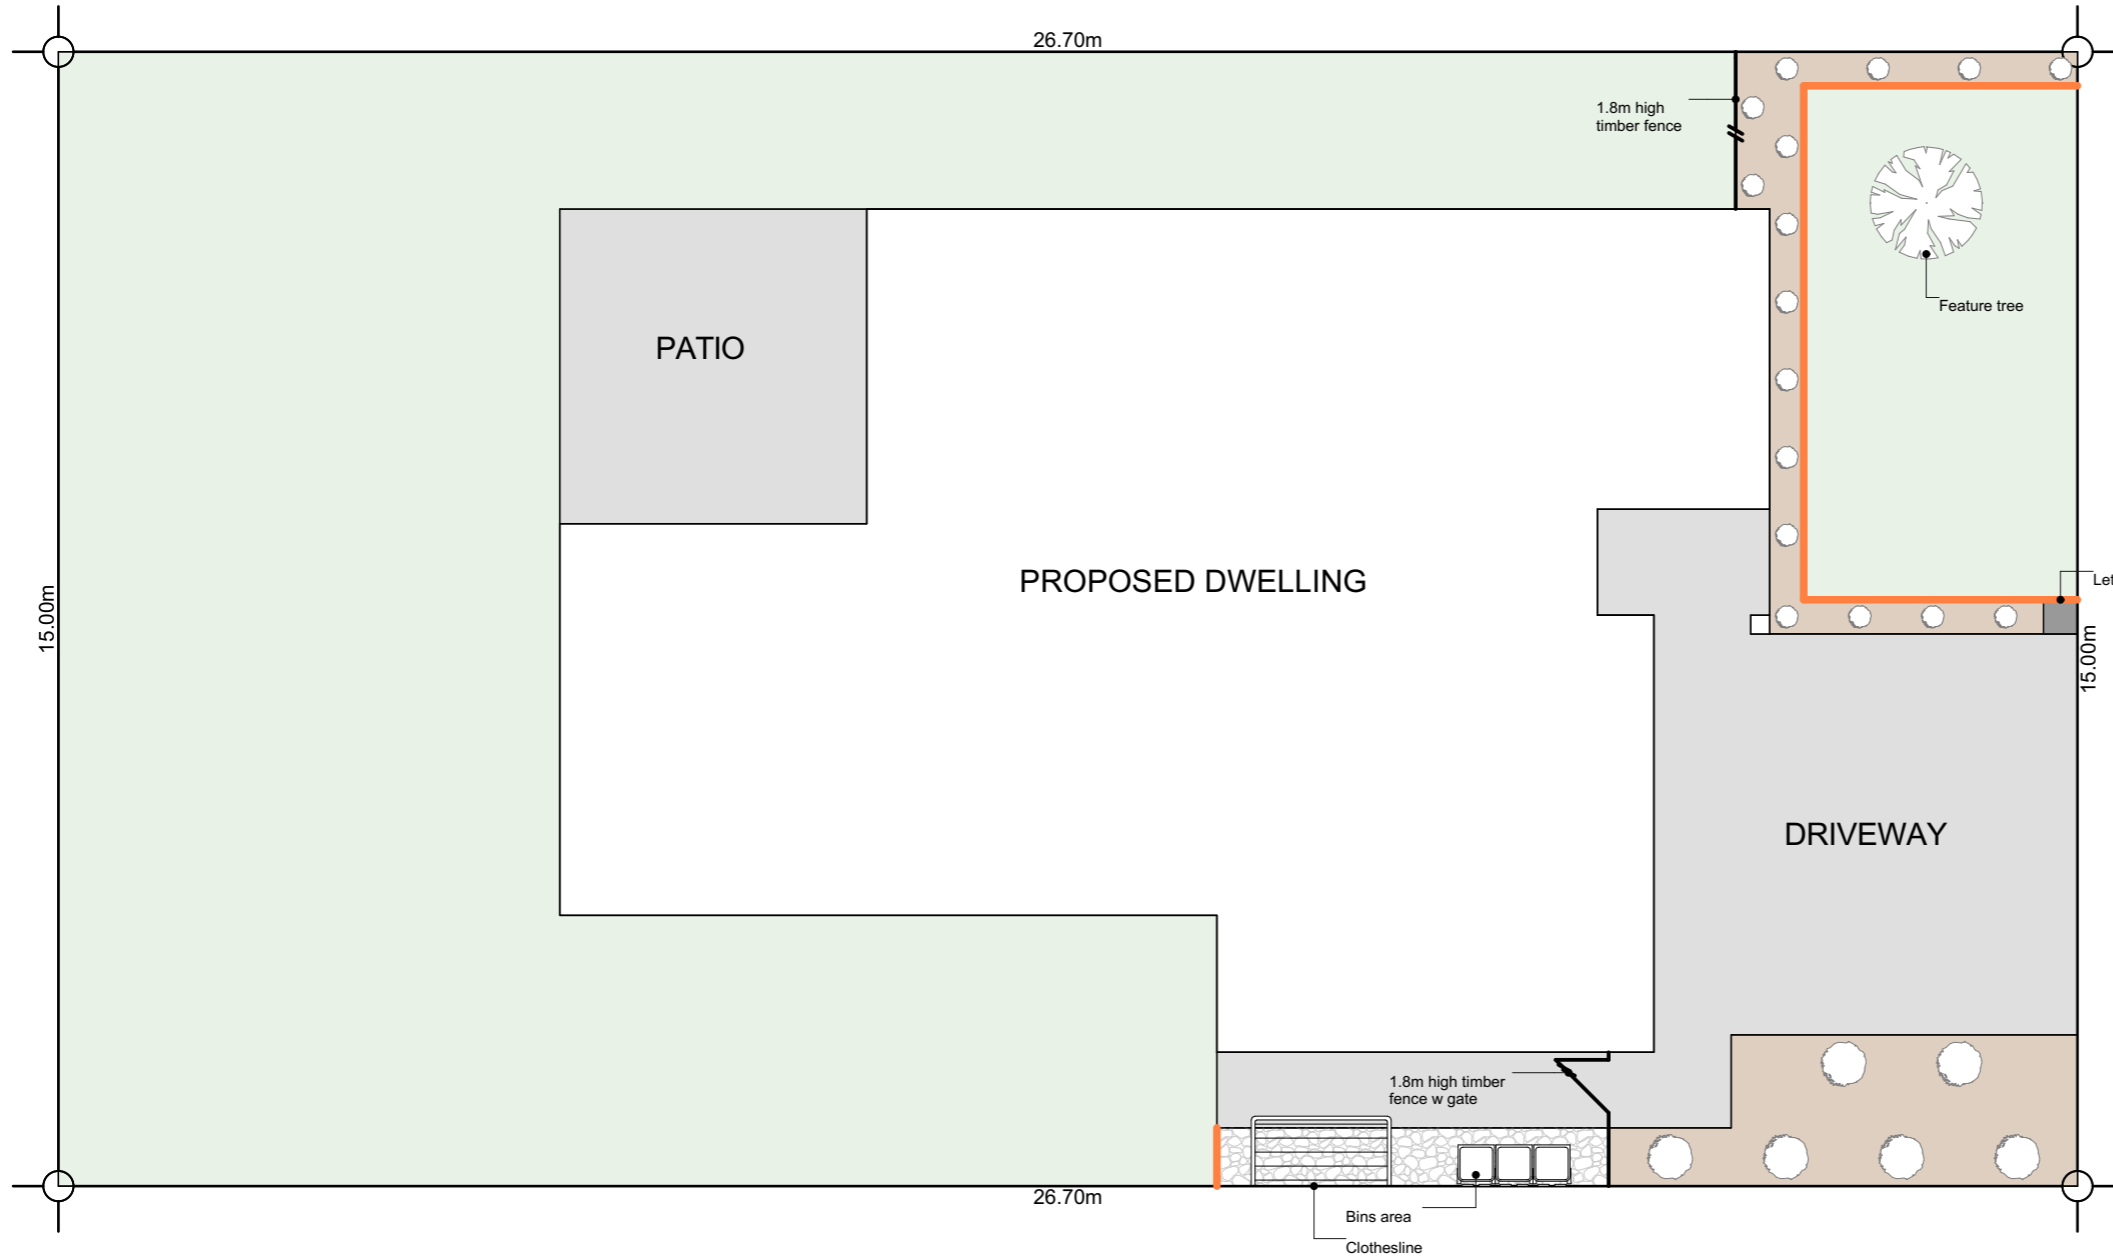 26.70m
1.8m high
timber fence
Feature tree
PATIO
PROPOSED DWELLING
15.00m
15.00m
DRIVEWAY
1.8m high timber
fence w gate
26.70m
Bins area
Clothesline